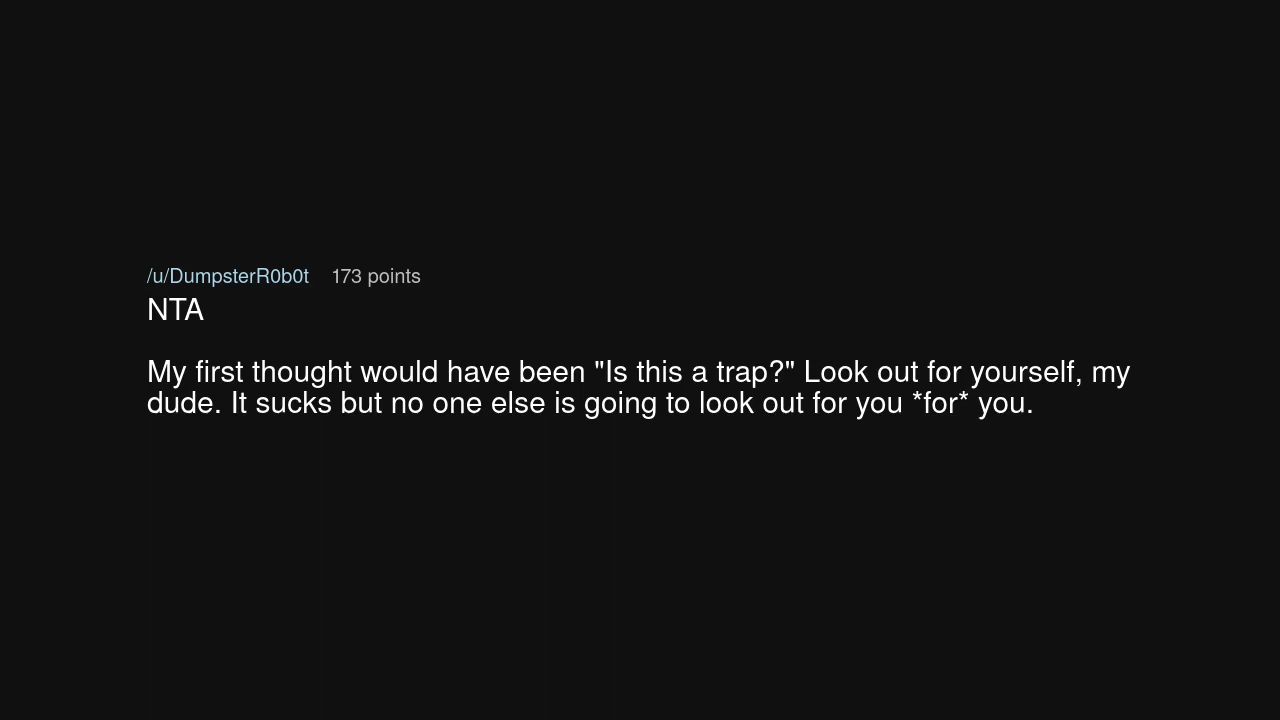 /u/DumpsterR0b0t 173 points
NTA
My first thought would have been "Is this a trap?" Look out for yourself, my
dude. It sucks but no one else is going to look out for you *for* you.